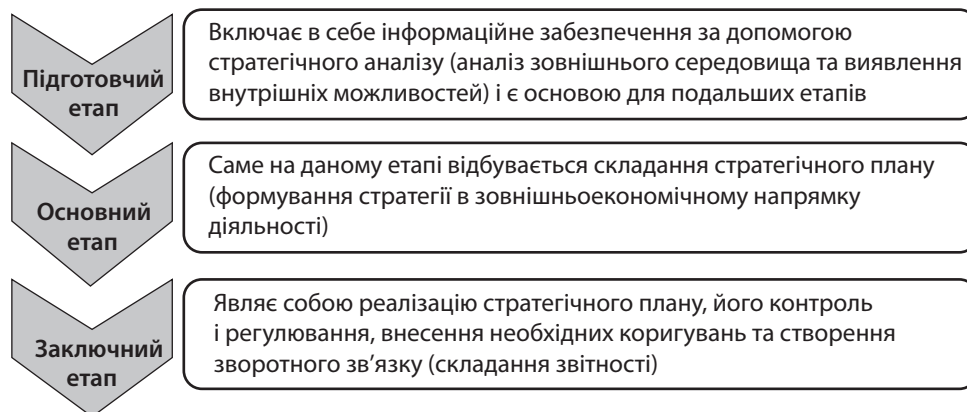 Підготовчий
етап
Включає в себе інформаційне забезпечення за допомогою
стратегічного аналізу (аналіз зовнішнього середовища та виявлення
внутрішніх можливостей) і є основою для подальших етапів
Основний
етап
Саме на даному етапі відбувається складання стратегічного плану
(формування стратегії в зовнішньоекономічному напрямку
діяльності)
Заключний
етап
Являє собою реалізацію стратегічного плану, його контроль
і регулювання, внесення необхідних коригувань та створення
зворотного зв’язку (складання звітності)